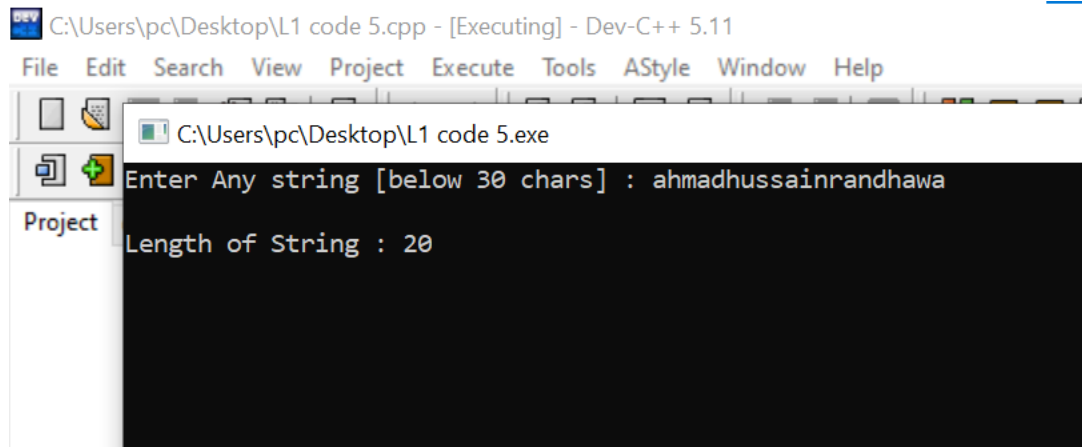 DEV
C:\Users\pc\Desktop\L1 code 5.cpp - [Executing] - Dev-C++ 5.11
File Edit Search View Project Execute Tools AStyle Window Help
C:\Users\pc\Desktop\L1 code 5.exe
Enter Any string [below 30 chars] : ahmadhussainrandhawa
Project
Length of String : 20